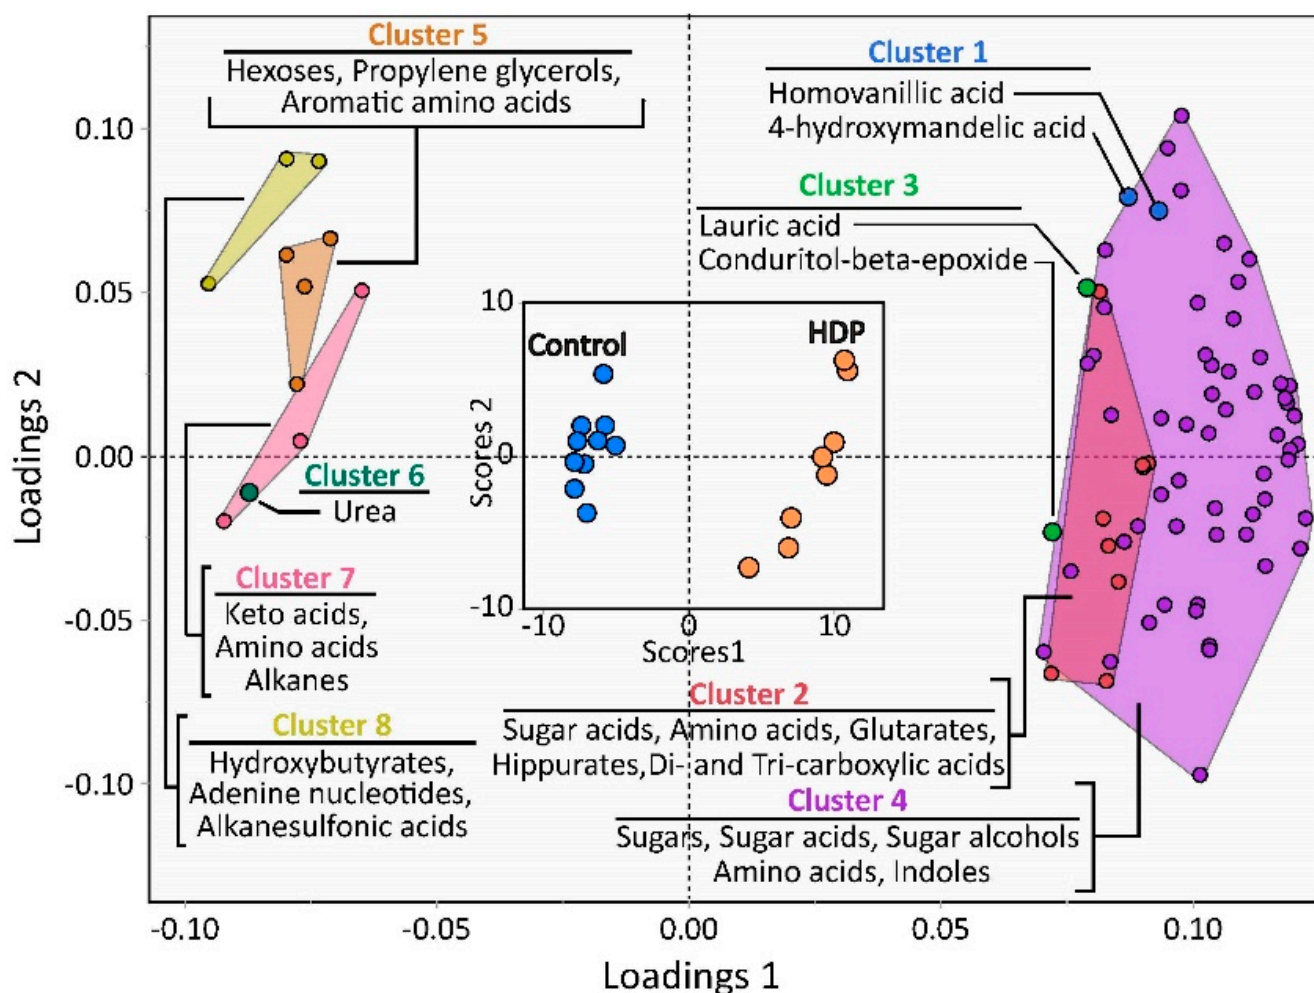 Cluster 5
Hexoses, Propylene glycerols,
Aromatic amino acids
Cluster 1
Homovanillic acid
4-hydroxymandelic acid
Cluster 3
Lauric acid
Conduritol-beta-epoxide
0.10
0.05
0.00
-0.05
-0.10
Loadings 2
10
0
-10
Scores 2
Control
HDP
-10
0
10
Scores1
Cluster 6
Urea
Cluster 7
Keto acids,
Amino acids
Alkanes
Cluster 8
Hydroxybutyrates,
Adenine nucleotides,
Alkanesulfonic acids
Cluster 2
Sugar acids, Amino acids, Glutarates,
Hippurates,Di- and Tri-carboxylic acids
Cluster 4
Sugars, Sugar acids, Sugar alcohols
Amino acids, Indoles
-0.10
-0.05
0.00
0.05
0.10
Loadings 1